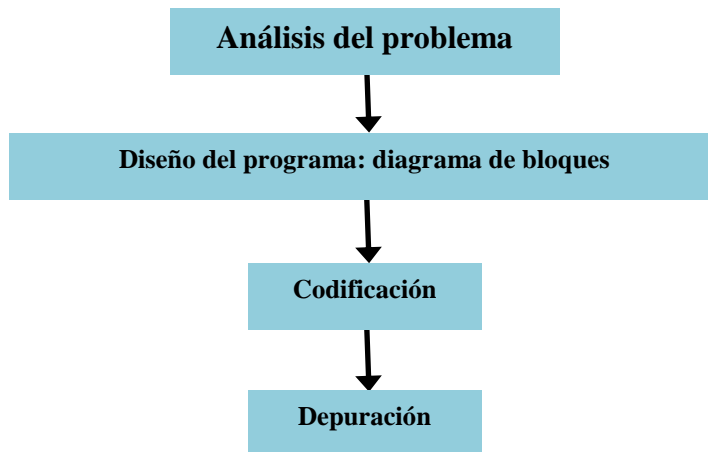 Análisis del problema
Diseño del programa: diagrama de bloques
Codificación
Depuración